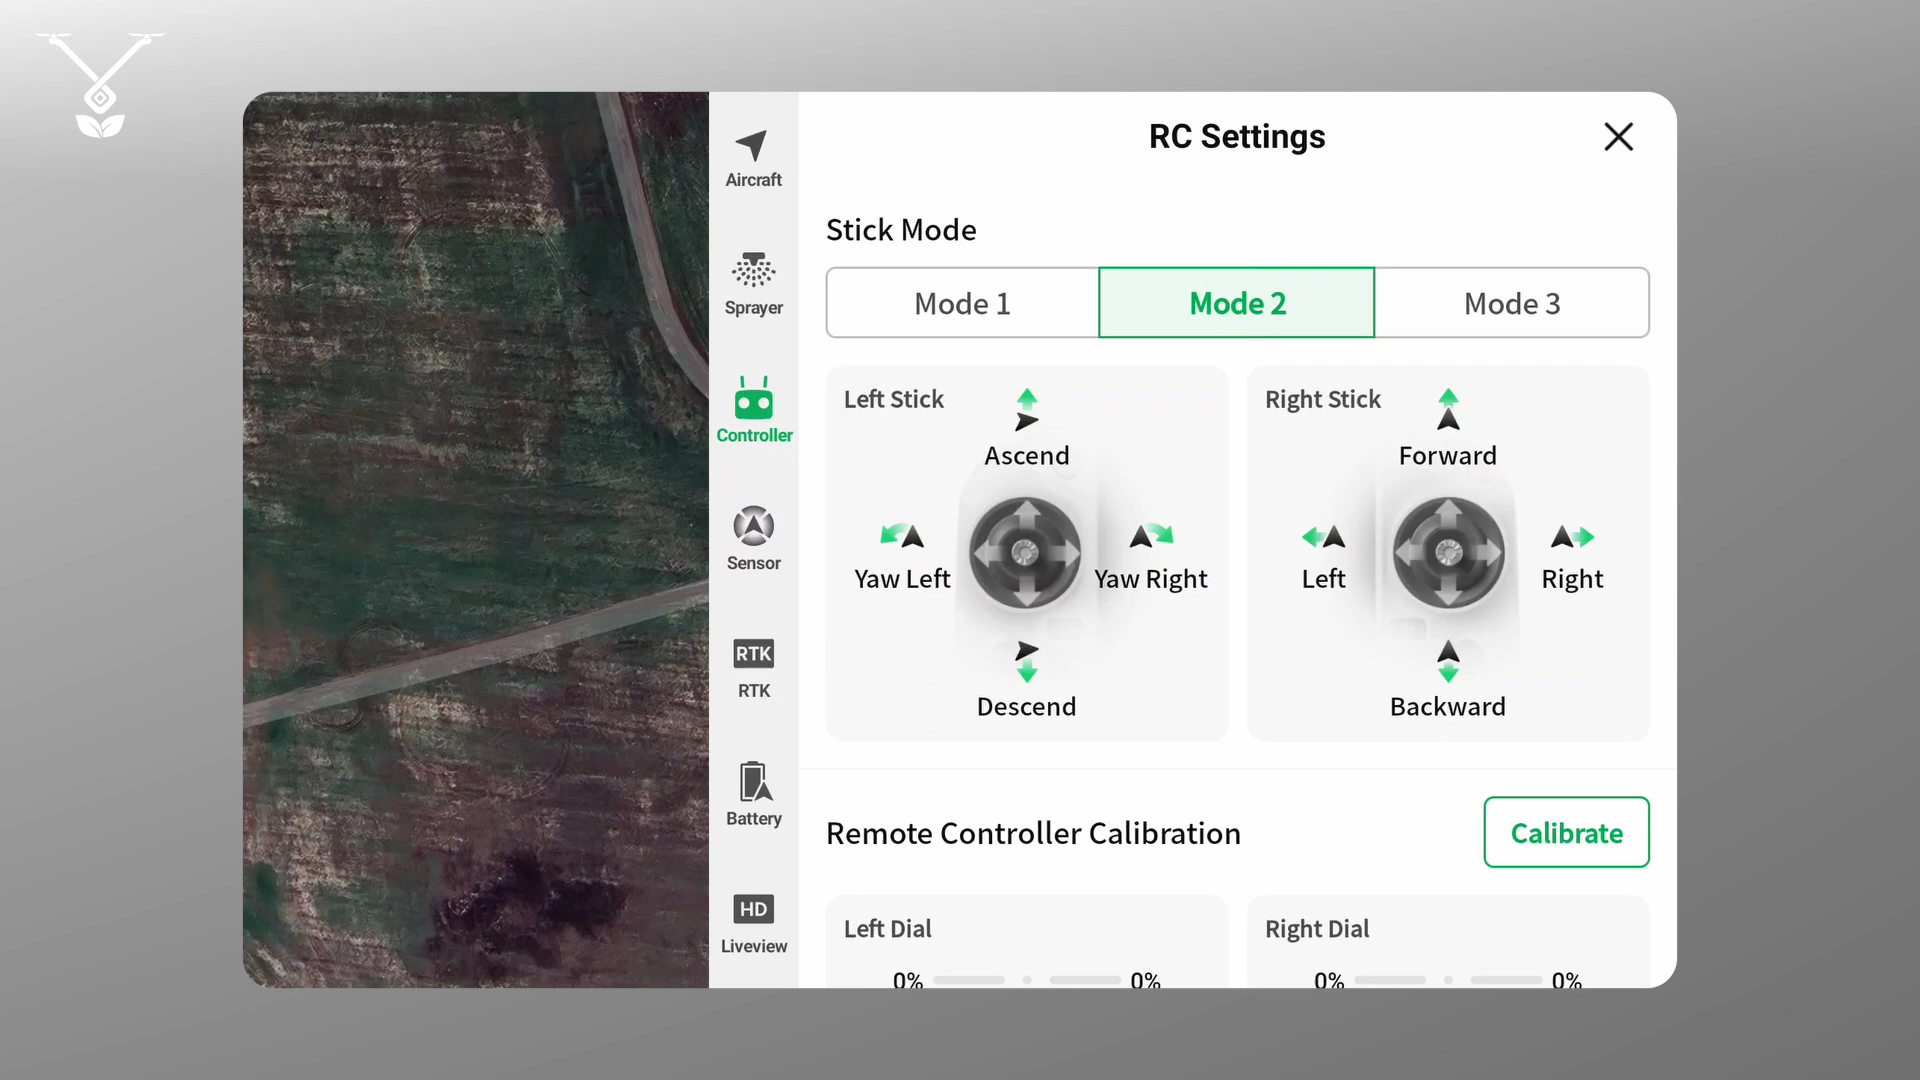 RC Settings
Aircraft
Sprayer
Controller
Sensor
RTK
RTK
Battery
HD
Liveview
Stick Mode
Mode 1
Mode 2
Mode 3
Left Stick
Ascend
Yaw Left
Yaw Right
Descend
Right Stick
Forward
Left
Right
Backward
Remote Controller Calibration
Calibrate
Left Dial
0% 0%
Right Dial
0% 0%